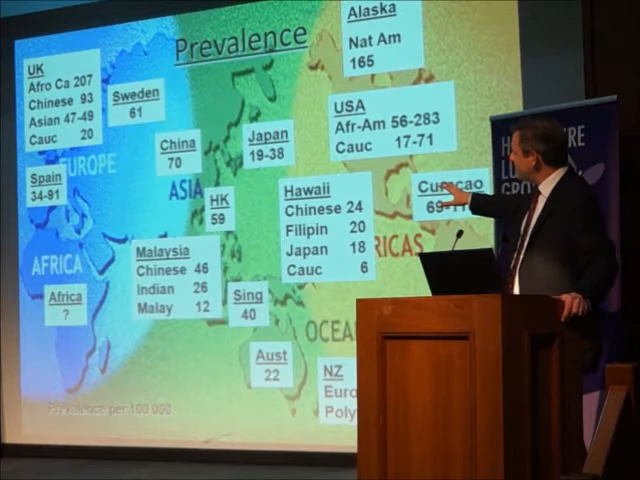 Prevalence
UK
Afro Ca 207
Chinese 93
Asian 47-49
Cauc 20
Sweden
61
Alaska
Nat Am
165
USA
Afr-Am 56-283
Cauc 17-71
China
70
Japan
19-38
EUROPE
Spain
34-91
ASIA
HK
59
Hawaii
Chinese 24
Filipin 20
Japan 18
Cauc 6
Curacao
RICAS
AFRICA
Africa
?
Malaysia
Chinese 46
Indian 26
Malay 12
Sing
40
OCEA
Aust
22
NZ
Euro
Poly
Prevalence per 100.000